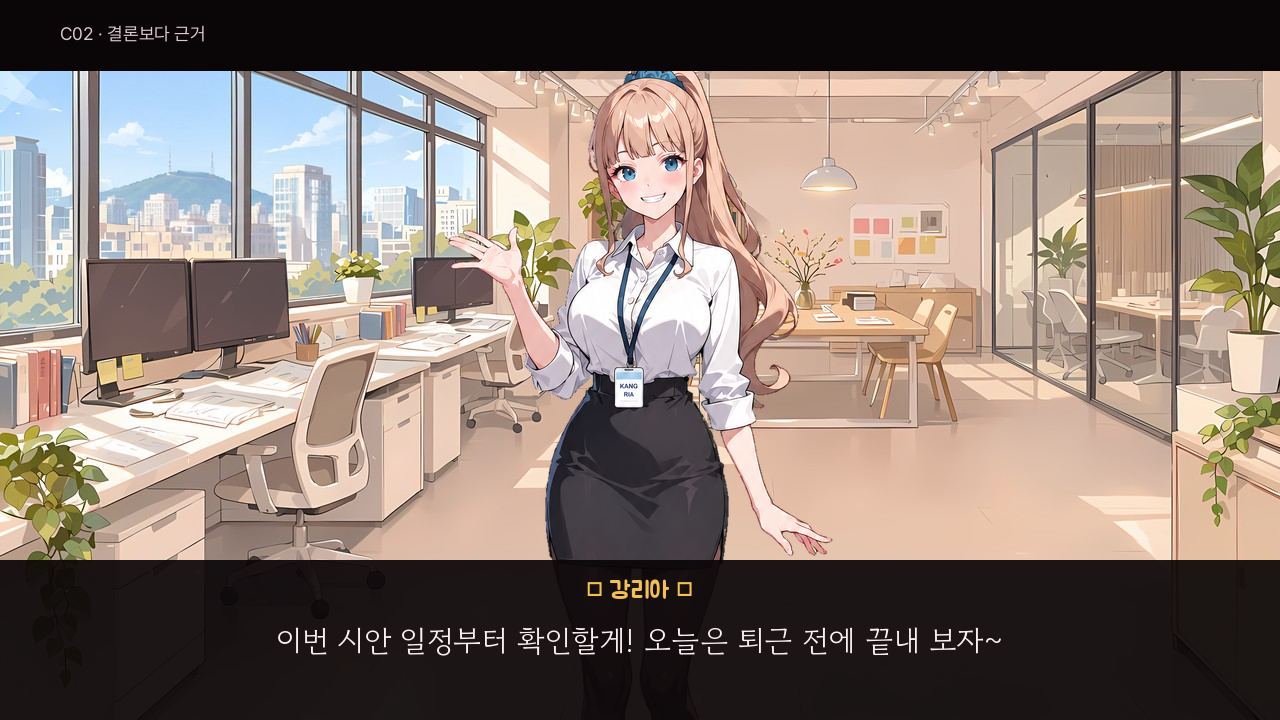 C02 · 결론보다 근거
KANG
RIA
□ 강리아 □
이번 시안 일정부터 확인할게! 오늘은 퇴근 전에 끝내 보자~